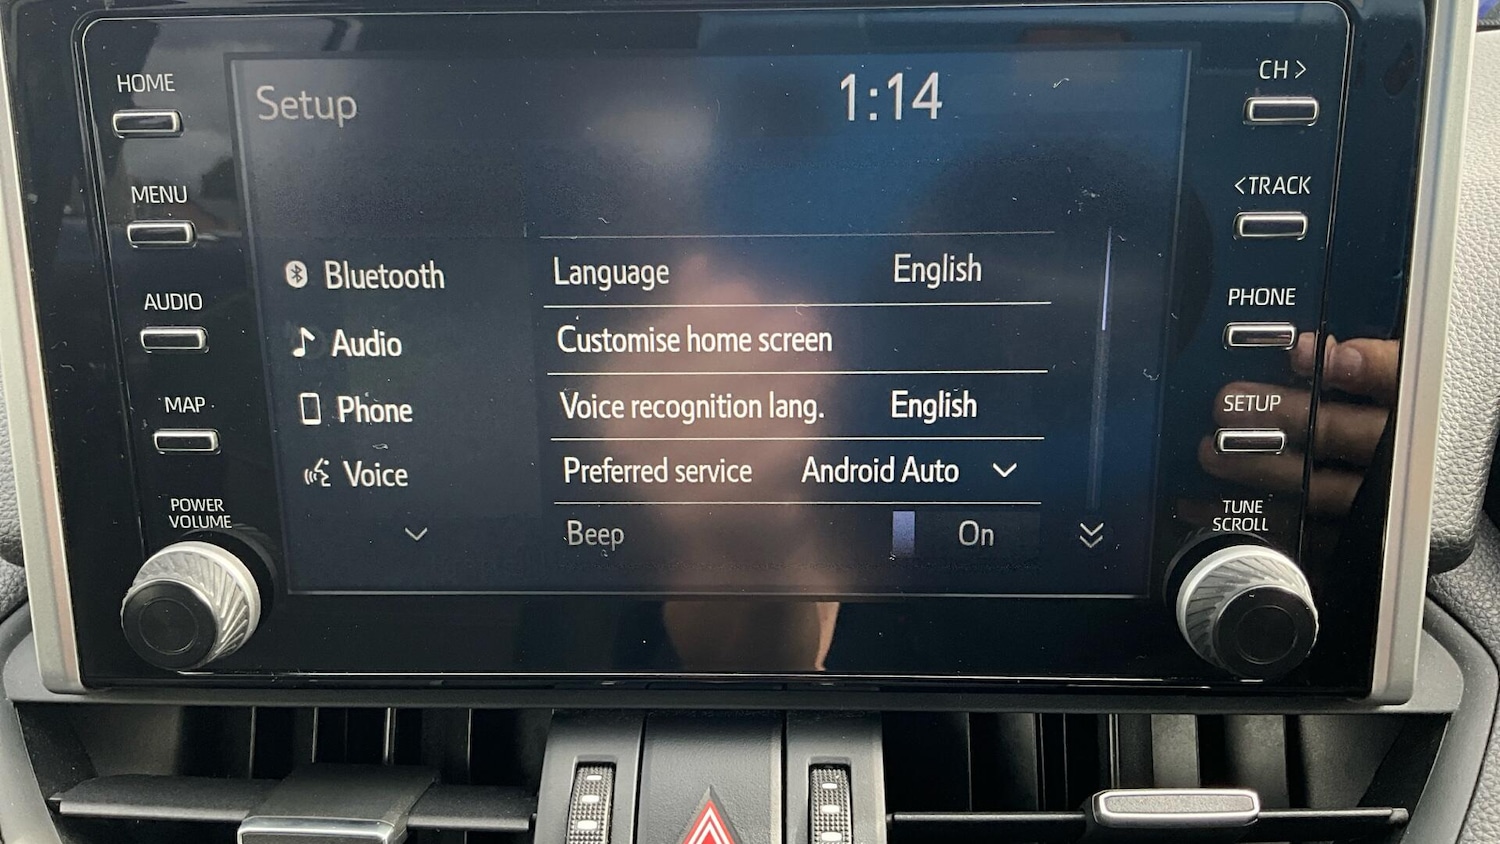 HOME
MENU
AUDIO
MAP
POWER
VOLUME
Setup
1:14
Bluetooth
Audio
Phone
Voice
Language English
Customise home screen
Voice recognition lang. English
Preferred service Android Auto
Beep On
CH >
<TRACK
PHONE
SETUP
TUNE
SCROLL